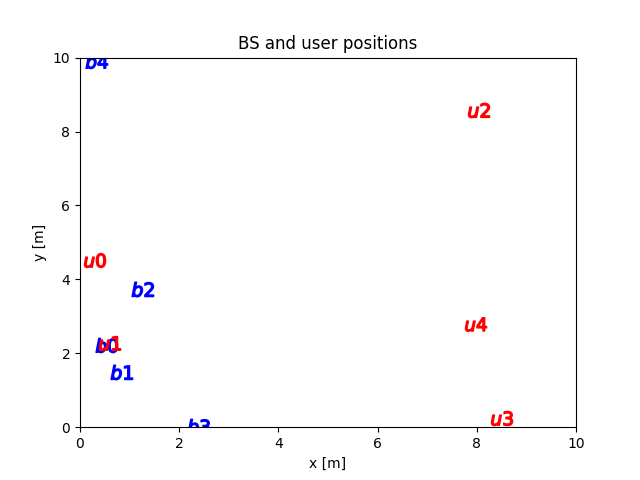 BS and user positions
10
b4
8
u2
6
y [m]
u0
4
b2
u4
b0
u1
2
b1
u3
b3
0
0 2 4 6 8 10
x [m]